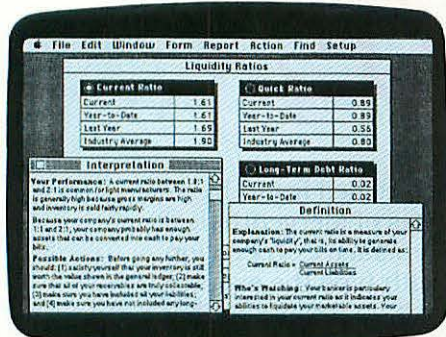 File Edit Window Form Report Action Find Setup
Liquidity Ratios
Current Ratio
Current 1.61
Year-to-Date 1.61
Last Year 1.65
Industry Average 1.90
Quick Ratio
Current 0.89
Year-to-Date 0.89
Last Year 0.56
Industry Average 0.80
Long-Term Debt Ratio
Current 0.02
Year-to-Date 0.02
Interpretation
Your Performance: A current ratio between 1.8:1
and 2:1 is common for light manufacturers. The ratio
is generally high because gross margins are high
and inventory is sold fairly rapidly.
Because your company's current ratio is between
1:1 and 2:1, your company probably has enough
assets that can be converted into cash to pay your
bills.
Possible Actions: Before going any further, you
should: [1] satisfy yourself that your inventory is still
worth the value shown in the general ledger; [2] make
sure that all of your receivables are truly collectable;
[3] make sure you have included all your liabilities;
and [4] make sure you have not included any long-
Definition
Explanation: The current ratio is a measure of your
company's "liquidity", that is, its ability to generate
enough cash to pay your bills on time. It is defined as:
Current Ratio = Current Assets
Current Liabilities
Who's Watching: Your banker is particularly
interested in your current ratio as it indicates your
abilities to liquidate your marketable assets. Your